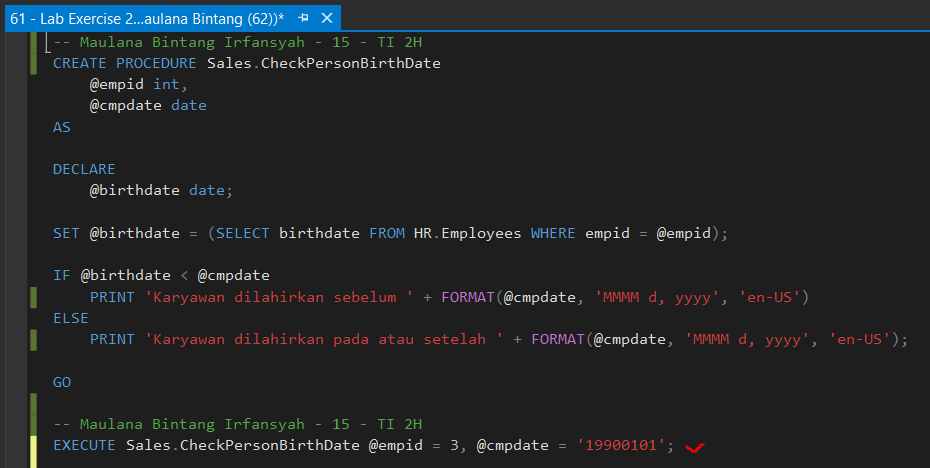 61 - Lab Exercise 2...aulana Bintang (62))*
-- Maulana Bintang Irfansyah - 15 - TI 2H
CREATE PROCEDURE Sales.CheckPersonBirthDate
@empid int,
@cmpdate date
AS
DECLARE
@birthdate date;
SET @birthdate = (SELECT birthdate FROM HR.Employees WHERE empid = @empid);
IF @birthdate < @cmpdate
PRINT 'Karyawan dilahirkan sebelum ' + FORMAT(@cmpdate, 'MMMM d, yyyy', 'en-US')
ELSE
PRINT 'Karyawan dilahirkan pada atau setelah ' + FORMAT(@cmpdate, 'MMMM d, yyyy', 'en-US');
GO
-- Maulana Bintang Irfansyah - 15 - TI 2H
EXECUTE Sales.CheckPersonBirthDate @empid = 3, @cmpdate = '19900101';